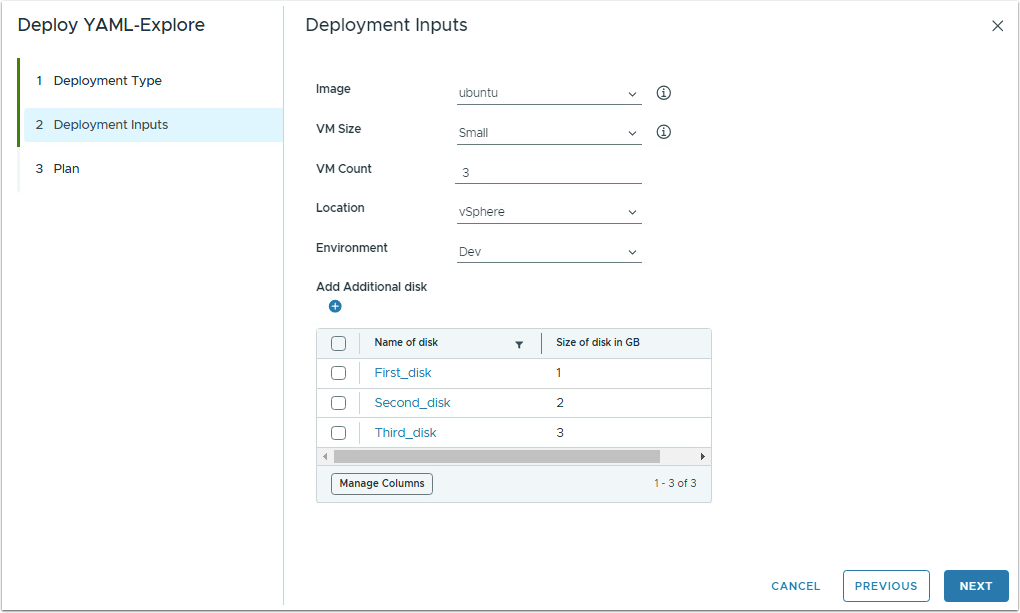 Deploy YAML-Explore
1 Deployment Type
2 Deployment Inputs
3 Plan
Deployment Inputs
Image ubuntu
VM Size Small
VM Count 3
Location vSphere
Environment Dev
Add Additional disk
Name of disk Size of disk in GB
First_disk 1
Second_disk 2
Third_disk 3
Manage Columns 1 - 3 of 3
CANCEL PREVIOUS NEXT